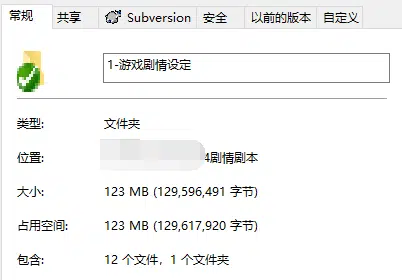 常规 共享 Subversion 安全 以前的版本 自定义
1-游戏剧情设定
类型: 文件夹
位置: 4剧情剧本
大小: 123 MB (129,596,491 字节)
占用空间: 123 MB (129,617,920 字节)
包含: 12 个文件，1 个文件夹